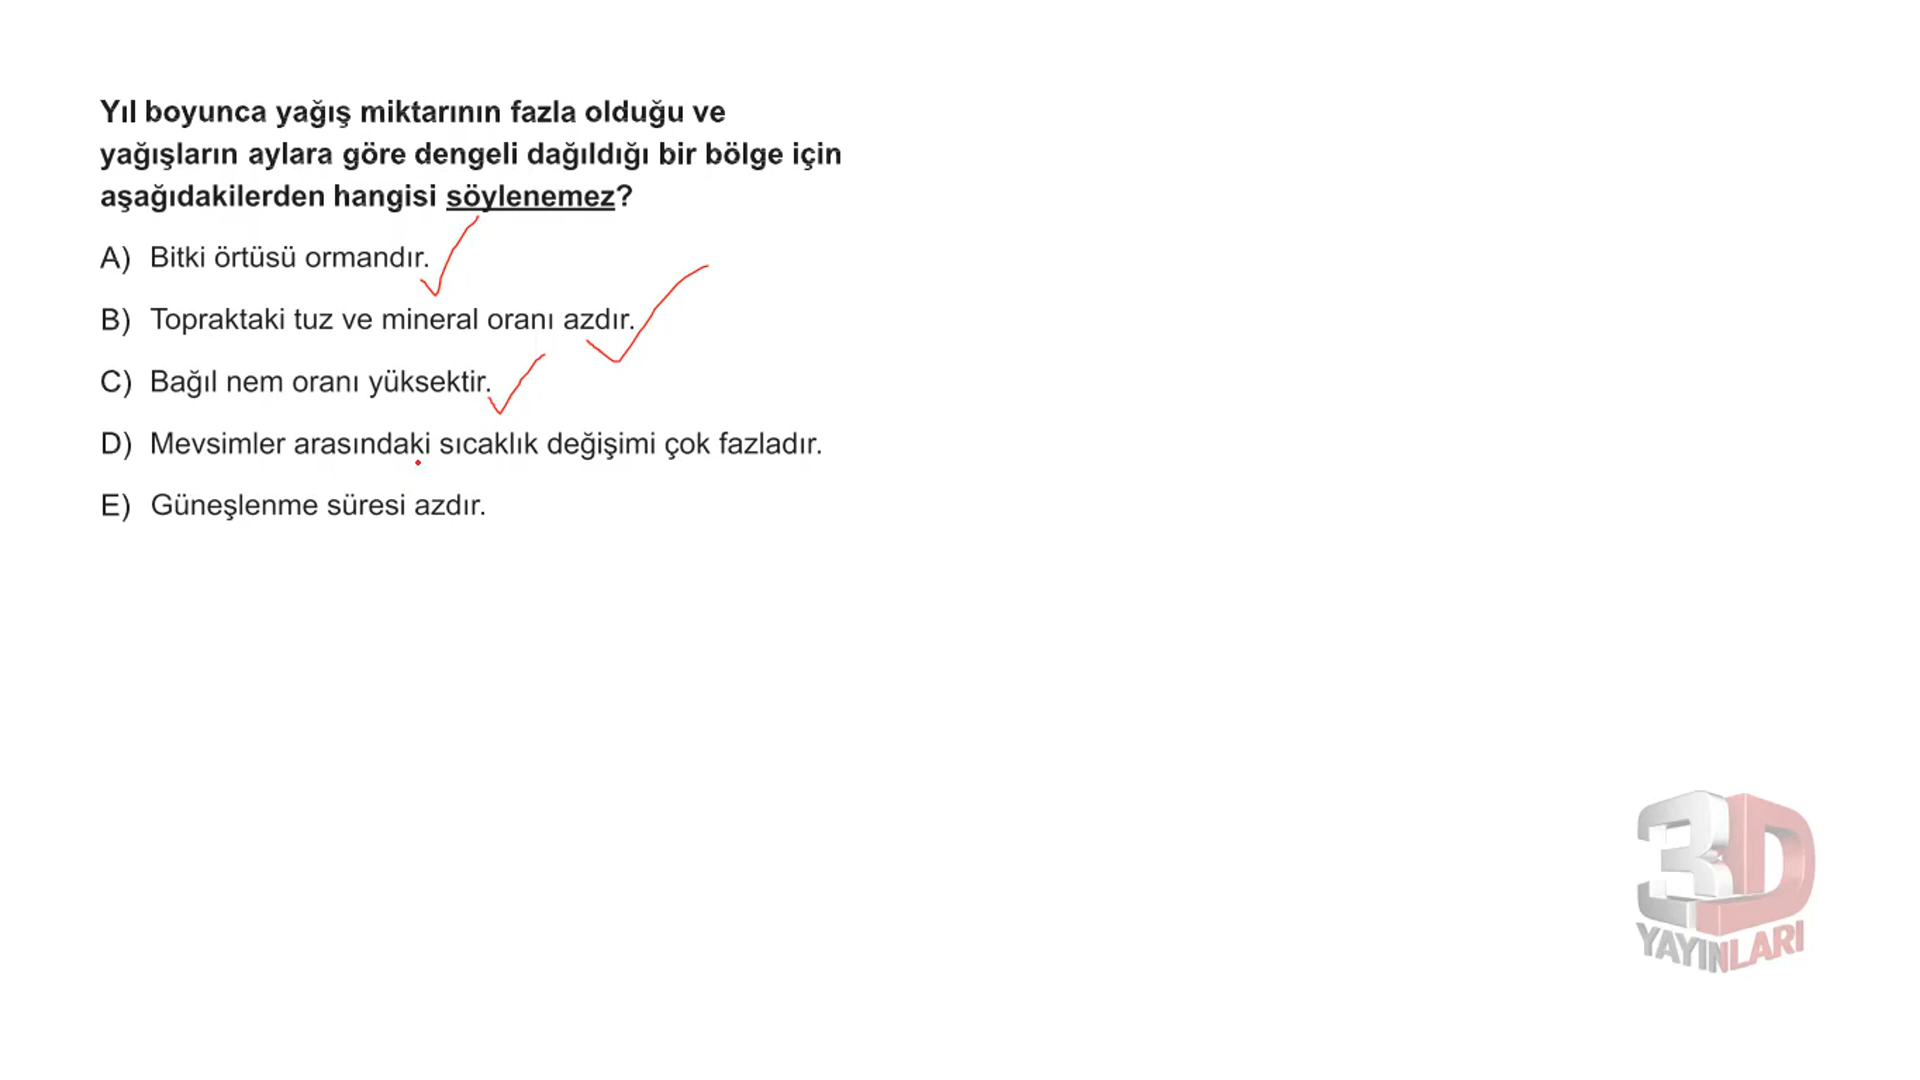 Yıl boyunca yağış miktarının fazla olduğu ve
yağışların aylara göre dengeli dağıldığı bir bölge için
aşağıdakilerden hangisi söylenemez?
A) Bitki örtüsü ormandır.
B) Topraktaki tuz ve mineral oranı azdır.
C) Bağıl nem oranı yüksektir.
D) Mevsimler arasındaki sıcaklık değişimi çok fazladır.
E) Güneşlenme süresi azdır.
3D
YAYINLARI